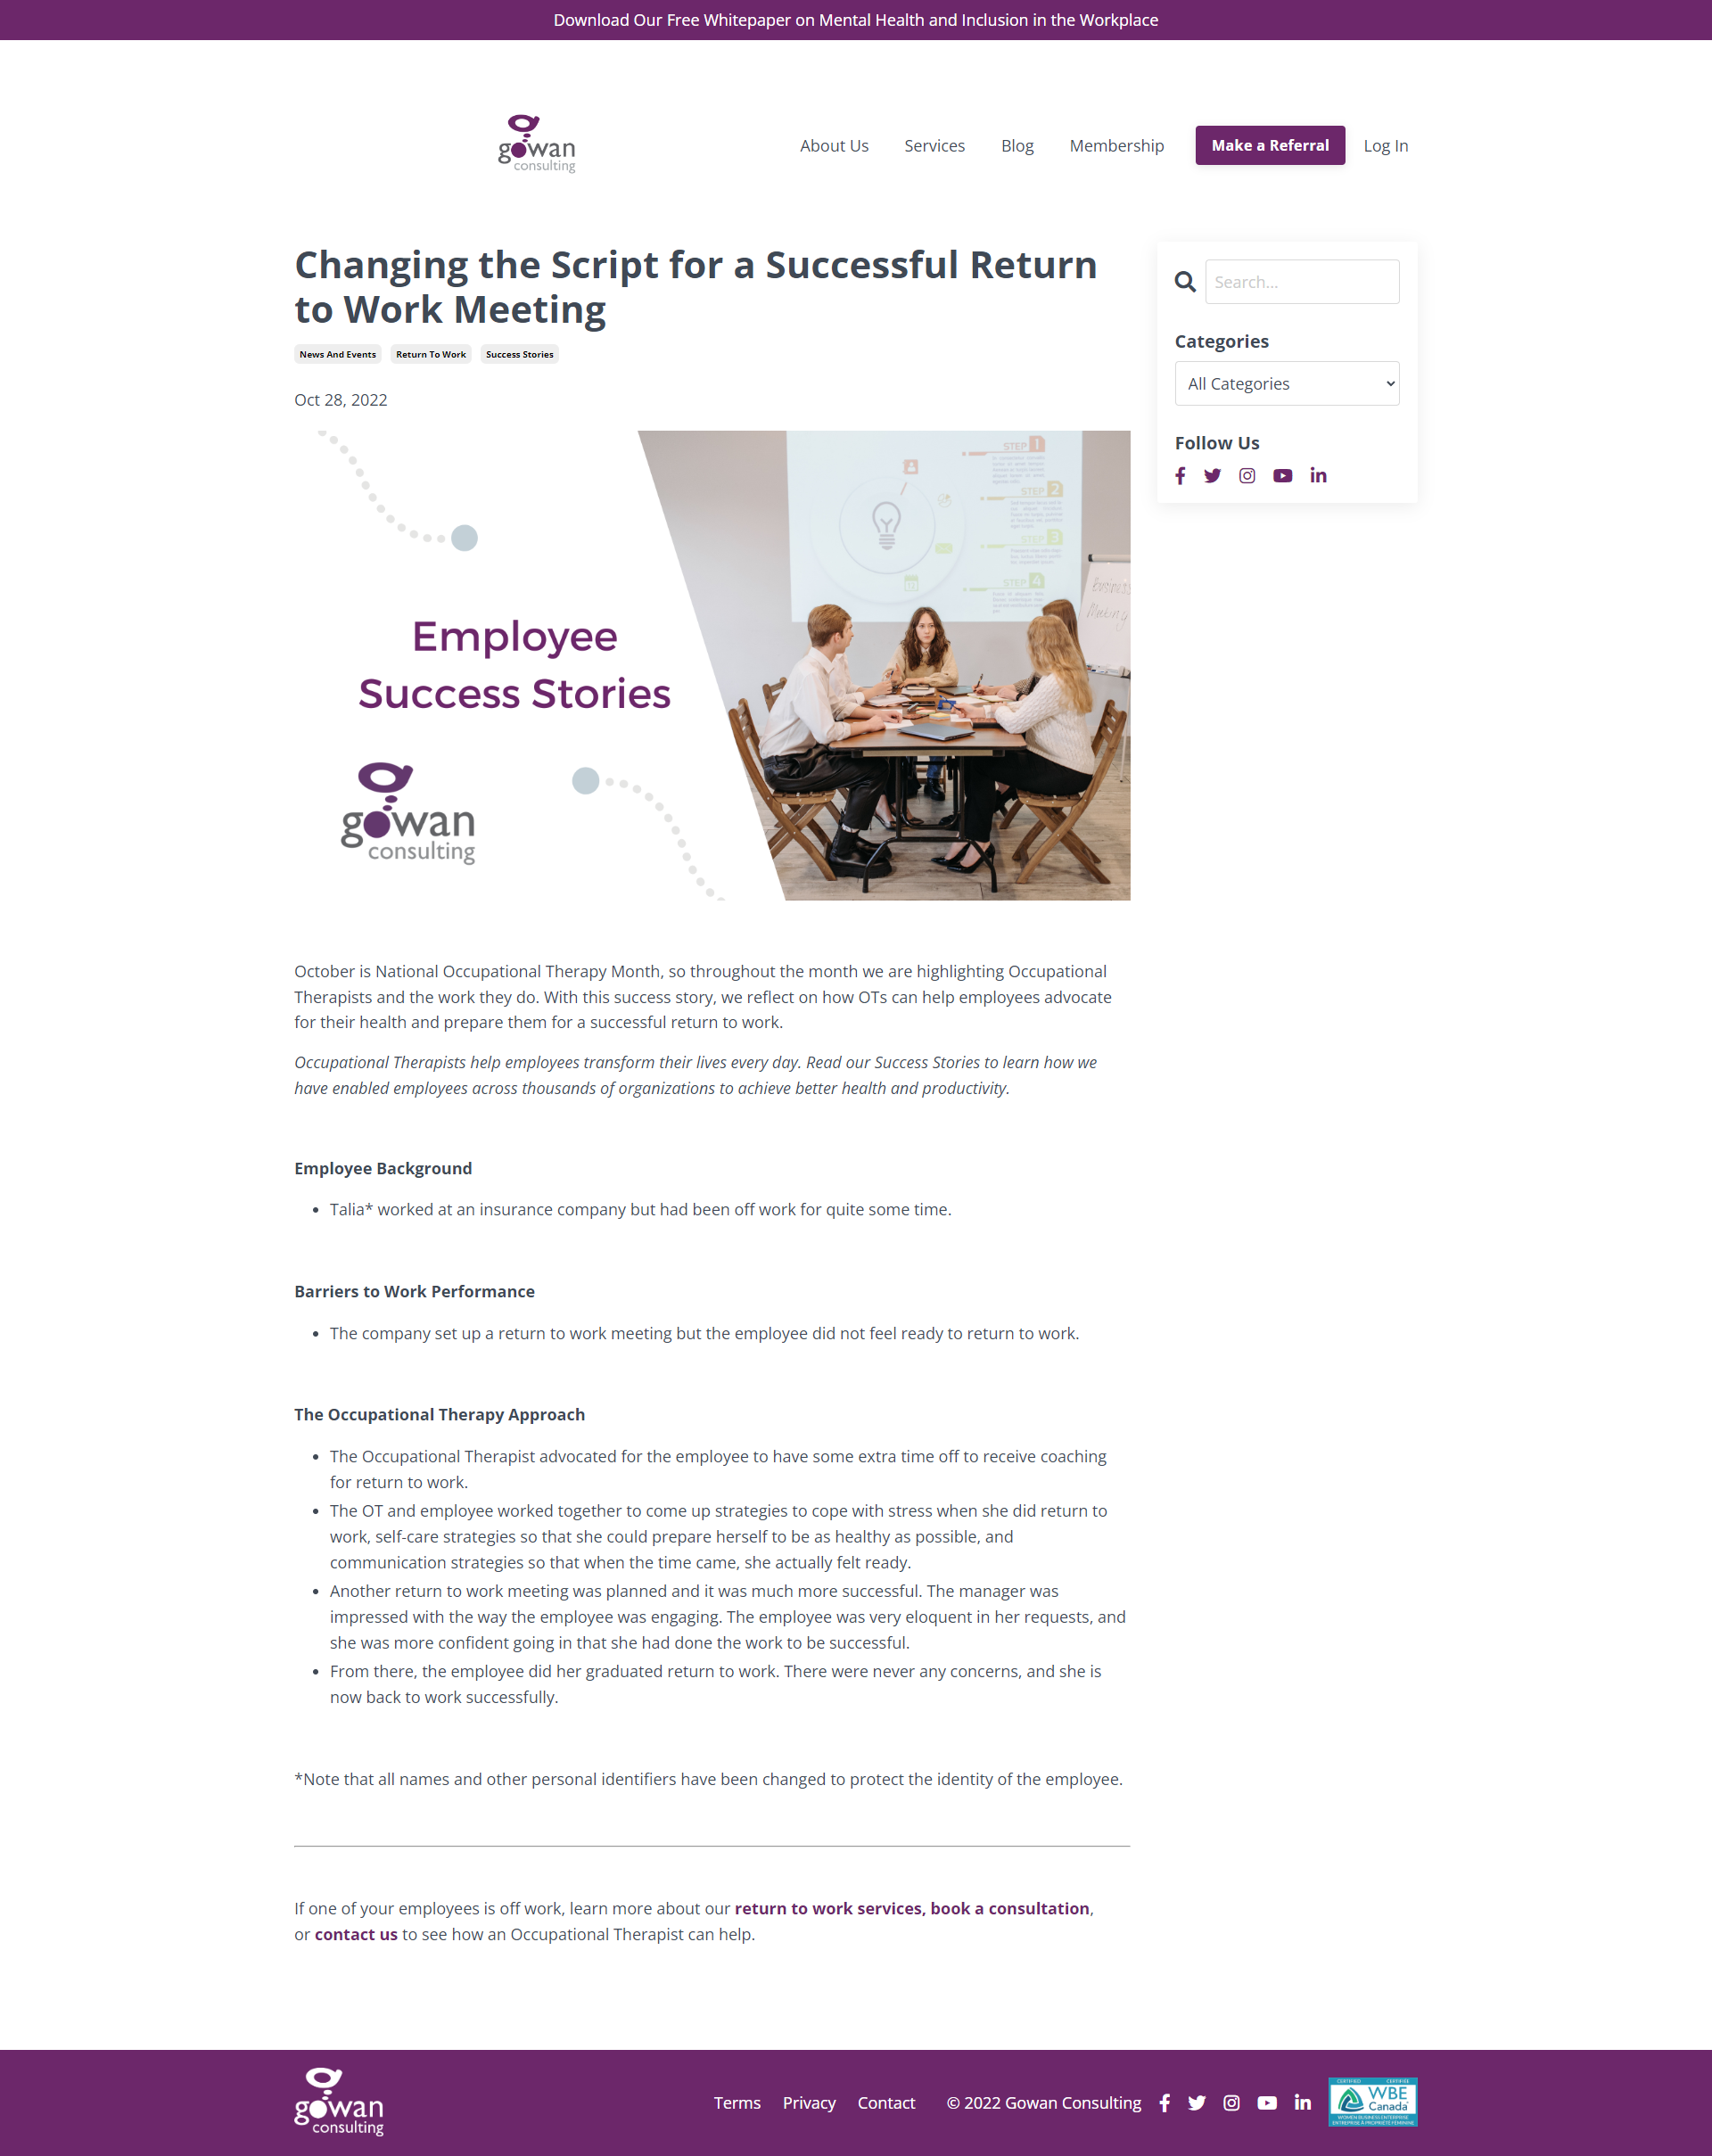 Download Our Free Whitepaper on Mental Health and Inclusion in the Workplace
gowan
consulting
About Us
Services
Blog
Membership
Make a Referral
Log In
Changing the Script for a Successful Return
to Work Meeting
News And Events
Return To Work
Success Stories
Oct 28, 2022
Search...
Categories
All Categories
Follow Us
STEP 1
STEP 2
STEP 3
STEP 4
Business
Meeting
Employee
Success Stories
gowan
consulting
October is National Occupational Therapy Month, so throughout the month we are highlighting Occupational
Therapists and the work they do. With this success story, we reflect on how OTs can help employees advocate
for their health and prepare them for a successful return to work.
Occupational Therapists help employees transform their lives every day. Read our Success Stories to learn how we
have enabled employees across thousands of organizations to achieve better health and productivity.
Employee Background
• Talia* worked at an insurance company but had been off work for quite some time.
Barriers to Work Performance
• The company set up a return to work meeting but the employee did not feel ready to return to work.
The Occupational Therapy Approach
• The Occupational Therapist advocated for the employee to have some extra time off to receive coaching
for return to work.
• The OT and employee worked together to come up strategies to cope with stress when she did return to
work, self-care strategies so that she could prepare herself to be as healthy as possible, and
communication strategies so that when the time came, she actually felt ready.
• Another return to work meeting was planned and it was much more successful. The manager was
impressed with the way the employee was engaging. The employee was very eloquent in her requests, and
she was more confident going in that she had done the work to be successful.
• From there, the employee did her graduated return to work. There were never any concerns, and she is
now back to work successfully.
*Note that all names and other personal identifiers have been changed to protect the identity of the employee.
If one of your employees is off work, learn more about our return to work services, book a consultation,
or contact us to see how an Occupational Therapist can help.
gowan
consulting
Terms
Privacy
Contact
© 2022 Gowan Consulting
CERTIFIED CERTIFIÉE
WBE
Canada
WOMEN BUSINESS ENTERPRISE
ENTREPRISE À PROPRIÉTÉ FÉMININE